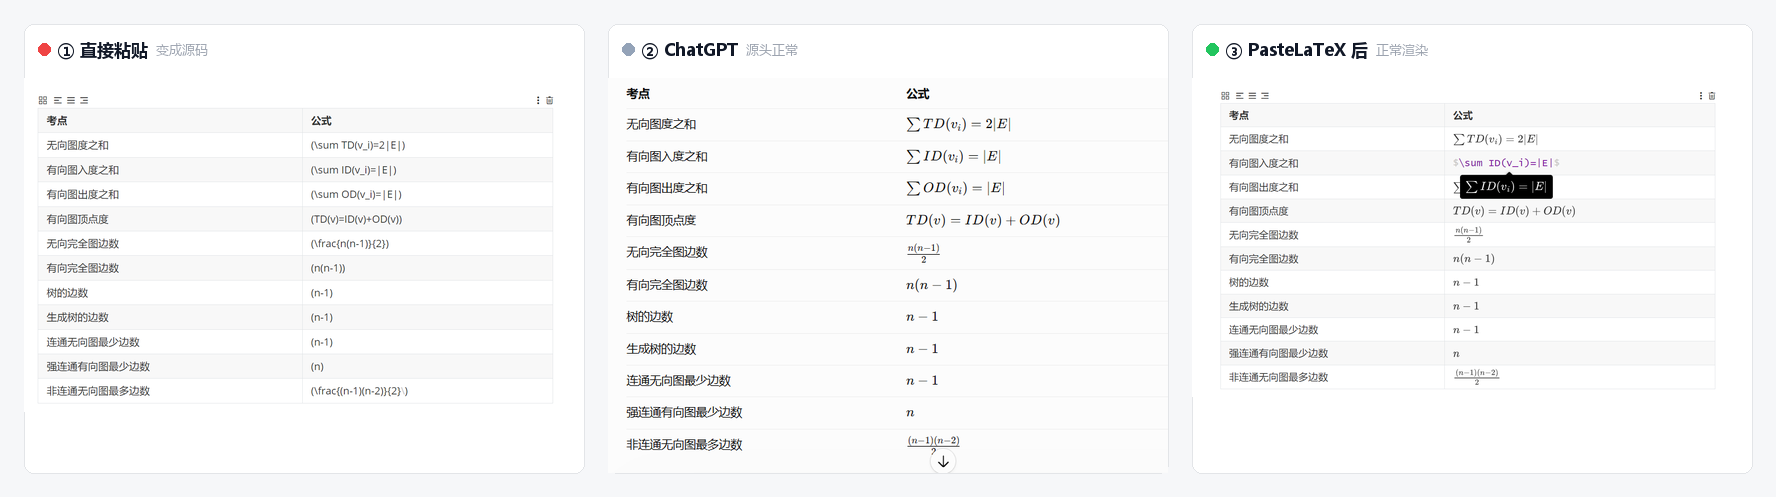 ① 直接粘贴 变成源码
考点 公式
无向图度之和 (\sum TD(v_i)=2|E|)
有向图入度之和 (\sum ID(v_i)=|E|)
有向图出度之和 (\sum OD(v_i)=|E|)
有向图顶点度 (TD(v)=ID(v)+OD(v))
无向完全图边数 (\frac{n(n-1)}{2})
有向完全图边数 (n(n-1))
树的边数 (n-1)
生成树的边数 (n-1)
连通无向图最少边数 (n-1)
强连通有向图最少边数 (n)
非连通无向图最多边数 (\frac{(n-1)(n-2)}{2}\)
② ChatGPT 源头正常
考点 公式
无向图度之和 ∑ TD(vᵢ) = 2|E|
有向图入度之和 ∑ ID(vᵢ) = |E|
有向图出度之和 ∑ OD(vᵢ) = |E|
有向图顶点度 TD(v) = ID(v) + OD(v)
无向完全图边数 n(n−1)/2
有向完全图边数 n(n − 1)
树的边数 n − 1
生成树的边数 n − 1
连通无向图最少边数 n − 1
强连通有向图最少边数 n
非连通无向图最多边数 (n−1)(n−2)/2
③ PasteLaTeX 后 正常渲染
考点 公式
无向图度之和 ∑ TD(vᵢ) = 2|E|
有向图入度之和 $\sum ID(v_i)=|E|$
有向图出度之和 ∑ ID(vᵢ) = |E|
有向图顶点度 TD(v) = ID(v) + OD(v)
无向完全图边数 n(n−1)/2
有向完全图边数 n(n − 1)
树的边数 n − 1
生成树的边数 n − 1
连通无向图最少边数 n − 1
强连通有向图最少边数 n
非连通无向图最多边数 (n−1)(n−2)/2